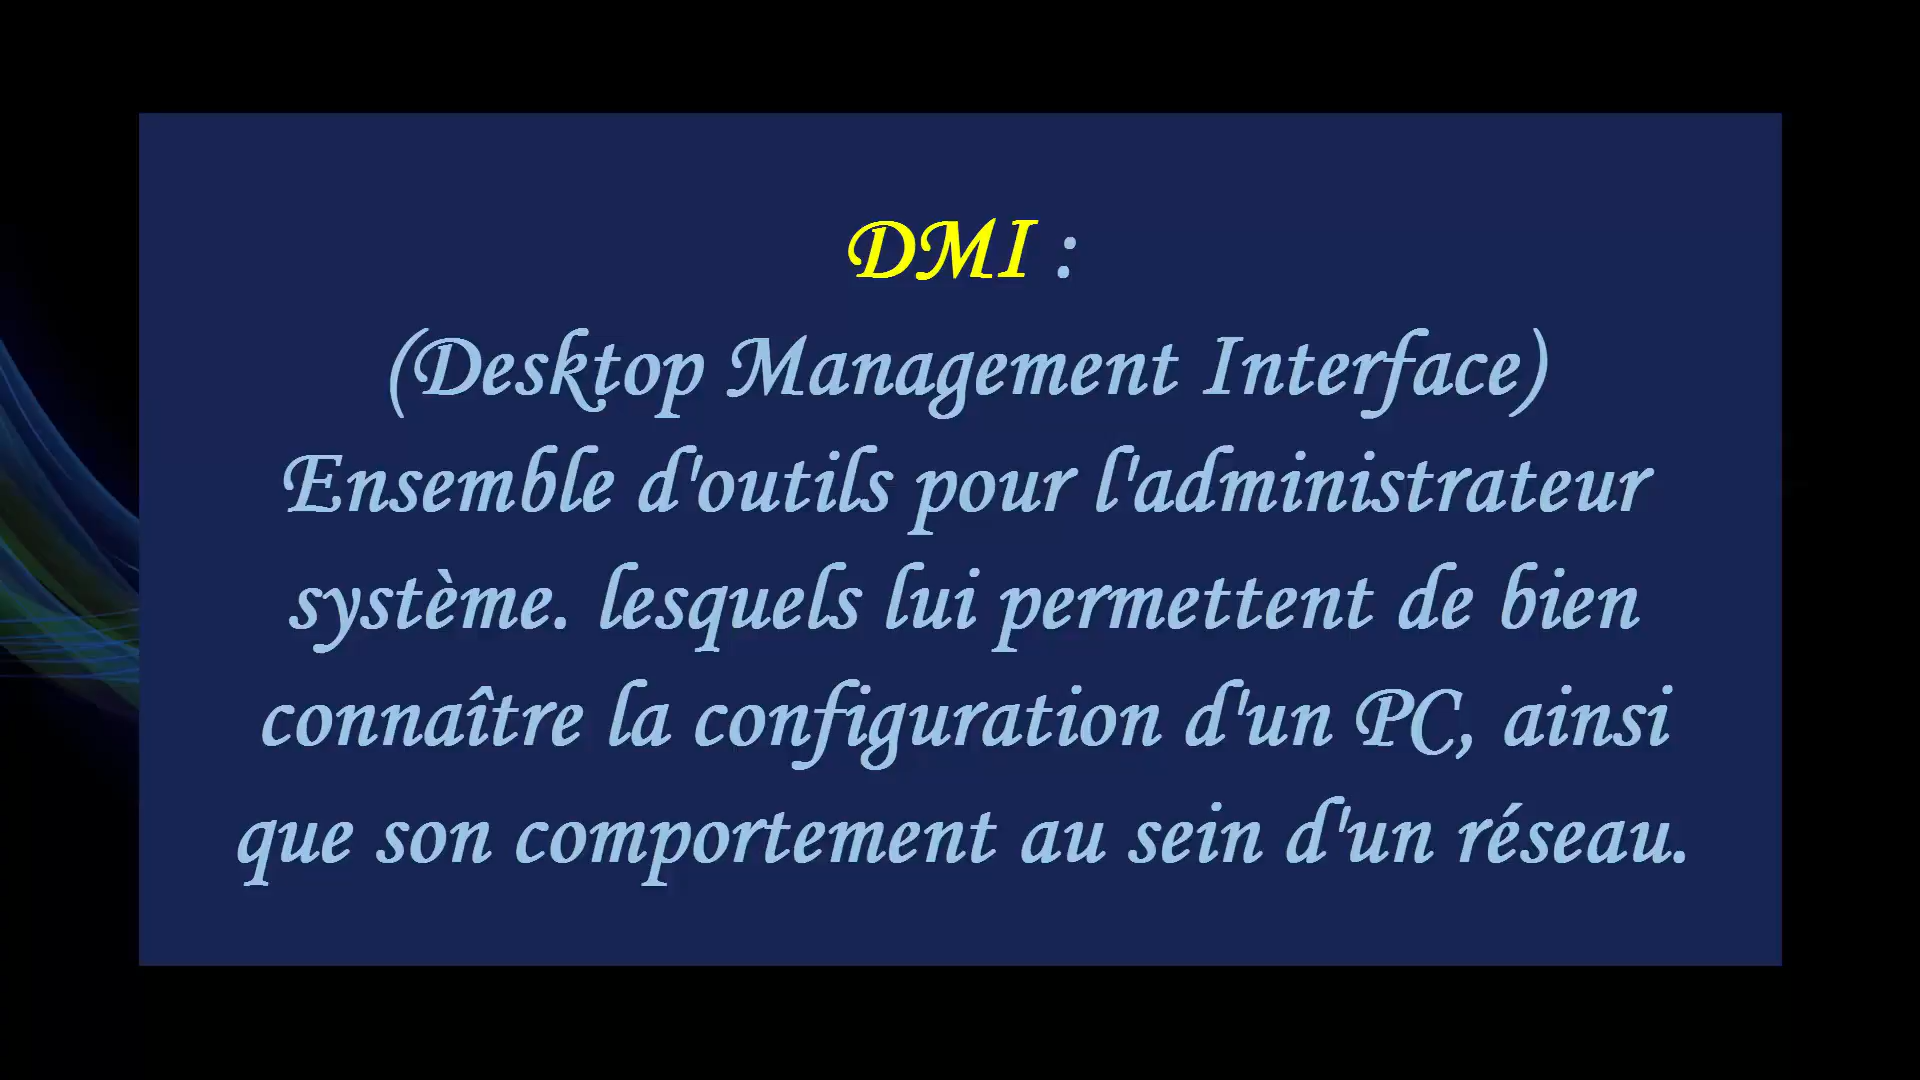 DMI :
(Desktop Management Interface)
Ensemble d'outils pour l'administrateur
système. lesquels lui permettent de bien
connaître la configuration d'un PC, ainsi
que son comportement au sein d'un réseau.